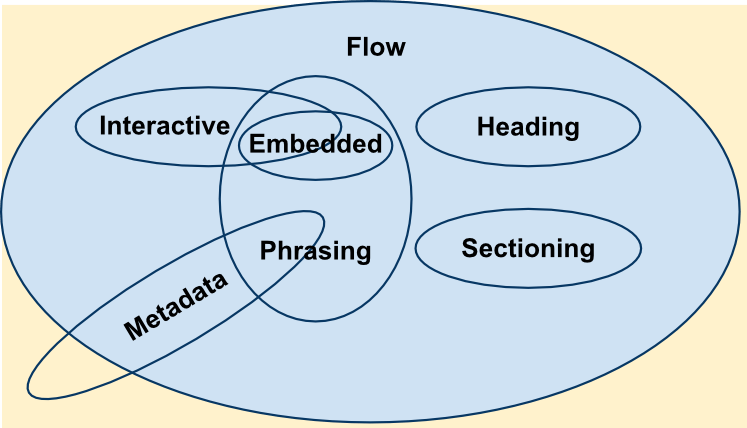 Flow
Interactive
Embedded
Heading
Phrasing
Sectioning
Metadata